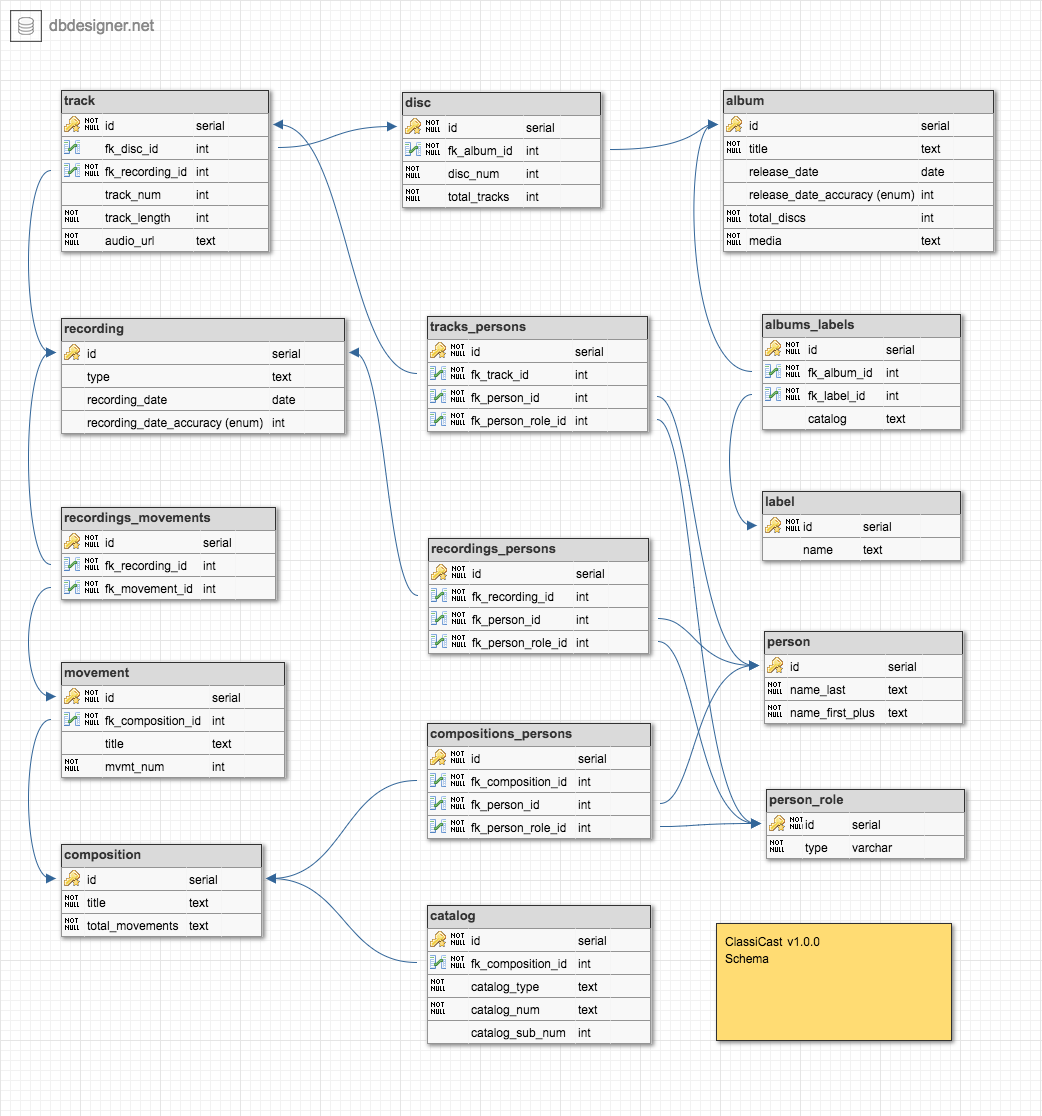 dbdesigner.net
track
NOT NULL id serial
fk_disc_id int
NOT NULL fk_recording_id int
track_num int
NOT NULL track_length int
NOT NULL audio_url text
disc
NOT NULL id serial
NOT NULL fk_album_id int
NOT NULL disc_num int
NOT NULL total_tracks int
album
id serial
NOT NULL title text
release_date date
release_date_accuracy (enum) int
NOT NULL total_discs int
NOT NULL media text
recording
id serial
type text
recording_date date
recording_date_accuracy (enum) int
tracks_persons
NOT NULL id serial
NOT NULL fk_track_id int
NOT NULL fk_person_id int
NOT NULL fk_person_role_id int
albums_labels
NOT NULL id serial
NOT NULL fk_album_id int
NOT NULL fk_label_id int
catalog text
label
NOT NULL id serial
name text
recordings_movements
id serial
NOT NULL fk_recording_id int
NOT NULL fk_movement_id int
recordings_persons
NOT NULL id serial
NOT NULL fk_recording_id int
NOT NULL fk_person_id int
NOT NULL fk_person_role_id int
person
id serial
NOT NULL name_last text
NOT NULL name_first_plus text
movement
NOT NULL id serial
NOT NULL fk_composition_id int
title text
NOT NULL mvmt_num int
compositions_persons
NOT NULL id serial
NOT NULL fk_composition_id int
NOT NULL fk_person_id int
NOT NULL fk_person_role_id int
person_role
NOT NULL id serial
NOT NULL type varchar
composition
id serial
NOT NULL title text
NOT NULL total_movements text
catalog
NOT NULL id serial
NOT NULL fk_composition_id int
NOT NULL catalog_type text
NOT NULL catalog_num text
catalog_sub_num int
ClassiCast v1.0.0
Schema